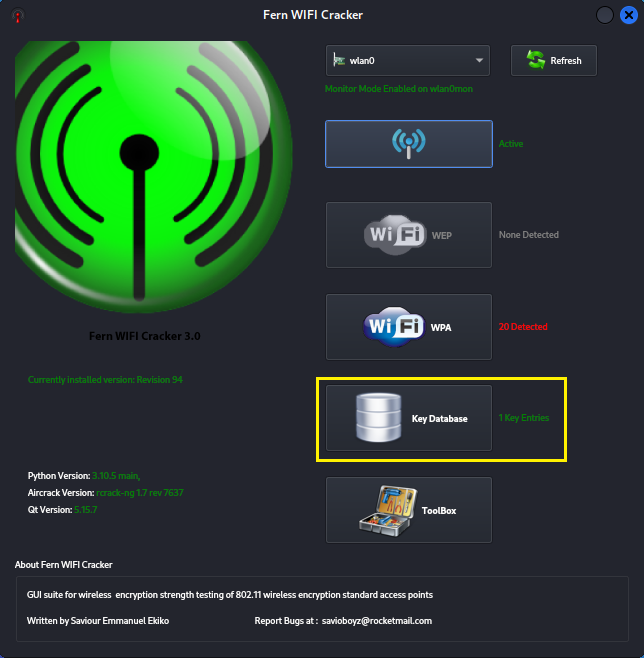 Fern WIFI Cracker
wlan0
Refresh
Monitor Mode Enabled on wlan0mon
Active
WiFi WEP
None Detected
Fern WIFI Cracker 3.0
WiFi WPA
20 Detected
Currently installed version: Revision 94
Key Database
1 Key Entries
Python Version: 3.10.5 main,
Aircrack Version: rcrack-ng 1.7 rev 7637
Qt Version: 5.15.7
ToolBox
About Fern WIFI Cracker
GUI suite for wireless encryption strength testing of 802.11 wireless encryption standard access points
Written by Saviour Emmanuel Ekiko
Report Bugs at : savioboyz@rocketmail.com